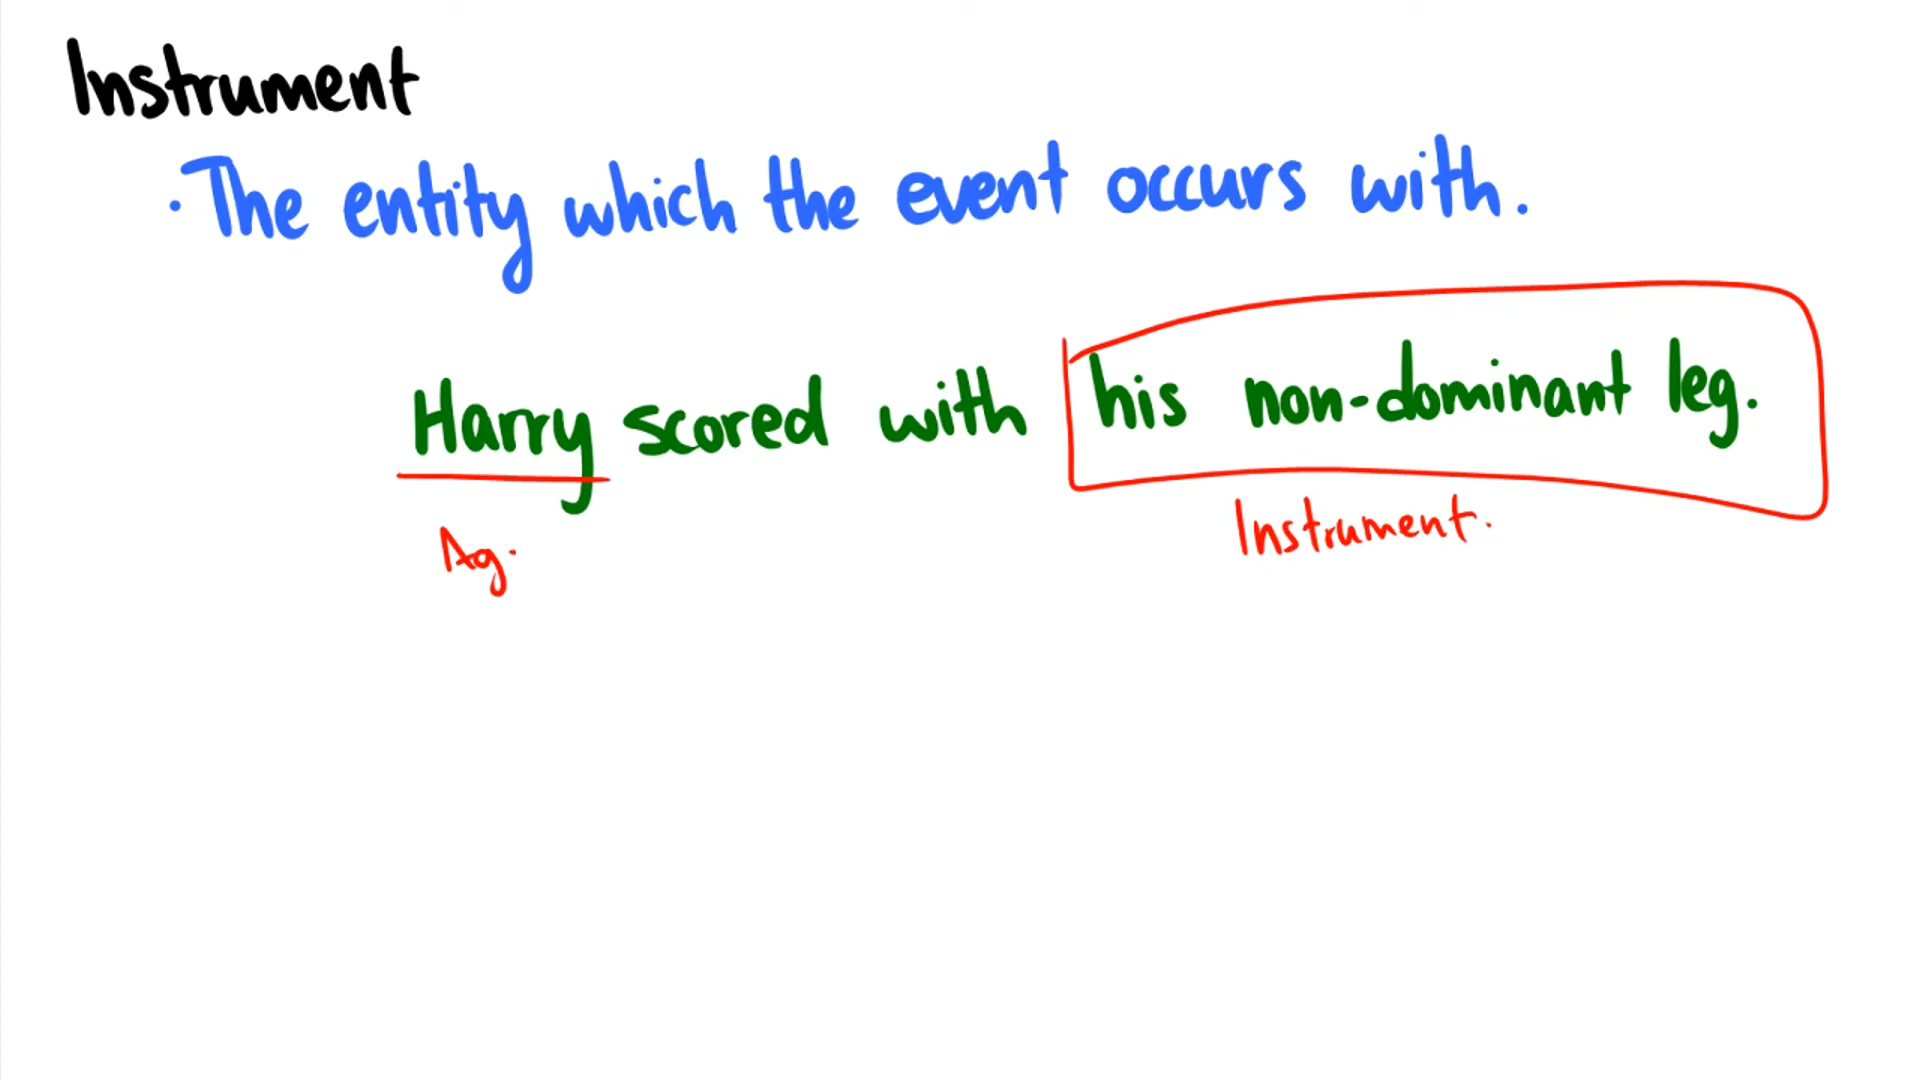 Instrument
· The entity which the event occurs with.
Harry scored with his non-dominant leg.
Ag. Instrument.